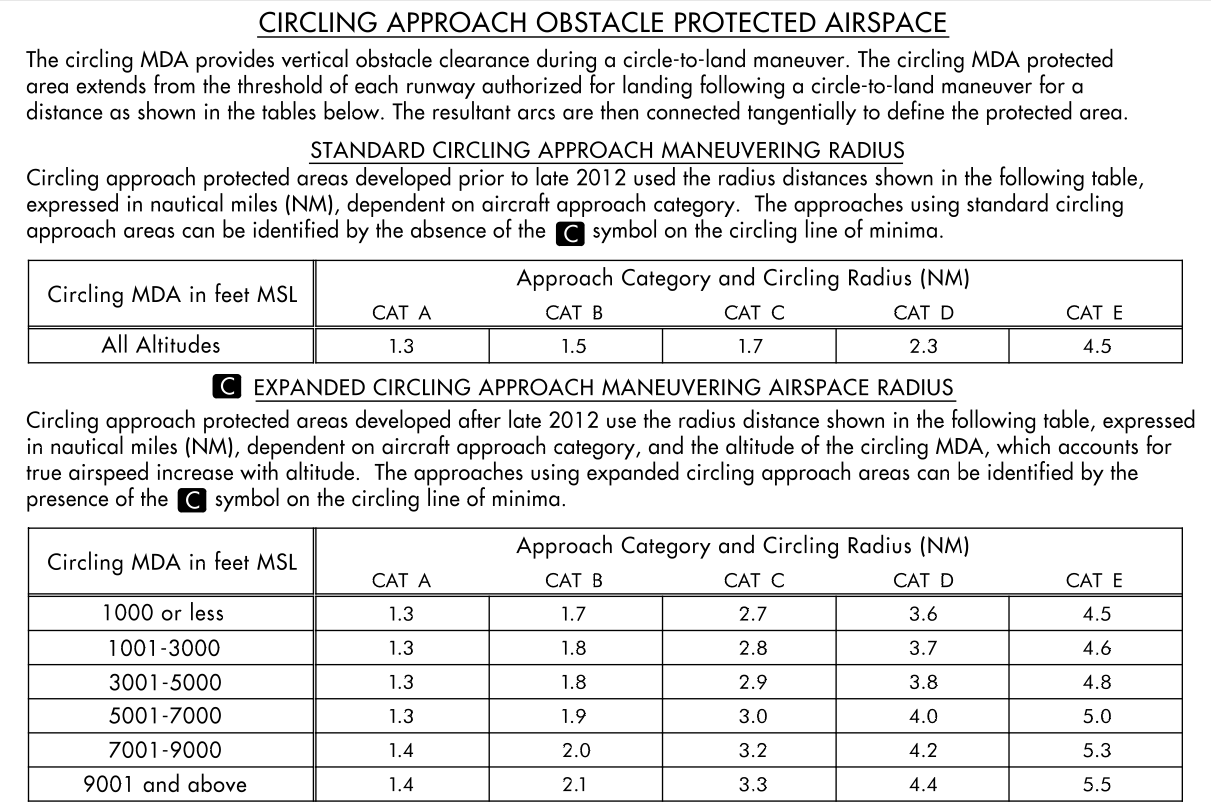 CIRCLING APPROACH OBSTACLE PROTECTED AIRSPACE
The circling MDA provides vertical obstacle clearance during a circle-to-land maneuver. The circling MDA protected
area extends from the threshold of each runway authorized for landing following a circle-to-land maneuver for a
distance as shown in the tables below. The resultant arcs are then connected tangentially to define the protected area.
STANDARD CIRCLING APPROACH MANEUVERING RADIUS
Circling approach protected areas developed prior to late 2012 used the radius distances shown in the following table,
expressed in nautical miles (NM), dependent on aircraft approach category. The approaches using standard circling
approach areas can be identified by the absence of the C symbol on the circling line of minima.
Circling MDA in feet MSL
Approach Category and Circling Radius (NM)
CAT A CAT B CAT C CAT D CAT E
All Altitudes 1.3 1.5 1.7 2.3 4.5
C EXPANDED CIRCLING APPROACH MANEUVERING AIRSPACE RADIUS
Circling approach protected areas developed after late 2012 use the radius distance shown in the following table, expressed
in nautical miles (NM), dependent on aircraft approach category, and the altitude of the circling MDA, which accounts for
true airspeed increase with altitude. The approaches using expanded circling approach areas can be identified by the
presence of the C symbol on the circling line of minima.
Circling MDA in feet MSL
Approach Category and Circling Radius (NM)
CAT A CAT B CAT C CAT D CAT E
1000 or less 1.3 1.7 2.7 3.6 4.5
1001-3000 1.3 1.8 2.8 3.7 4.6
3001-5000 1.3 1.8 2.9 3.8 4.8
5001-7000 1.3 1.9 3.0 4.0 5.0
7001-9000 1.4 2.0 3.2 4.2 5.3
9001 and above 1.4 2.1 3.3 4.4 5.5